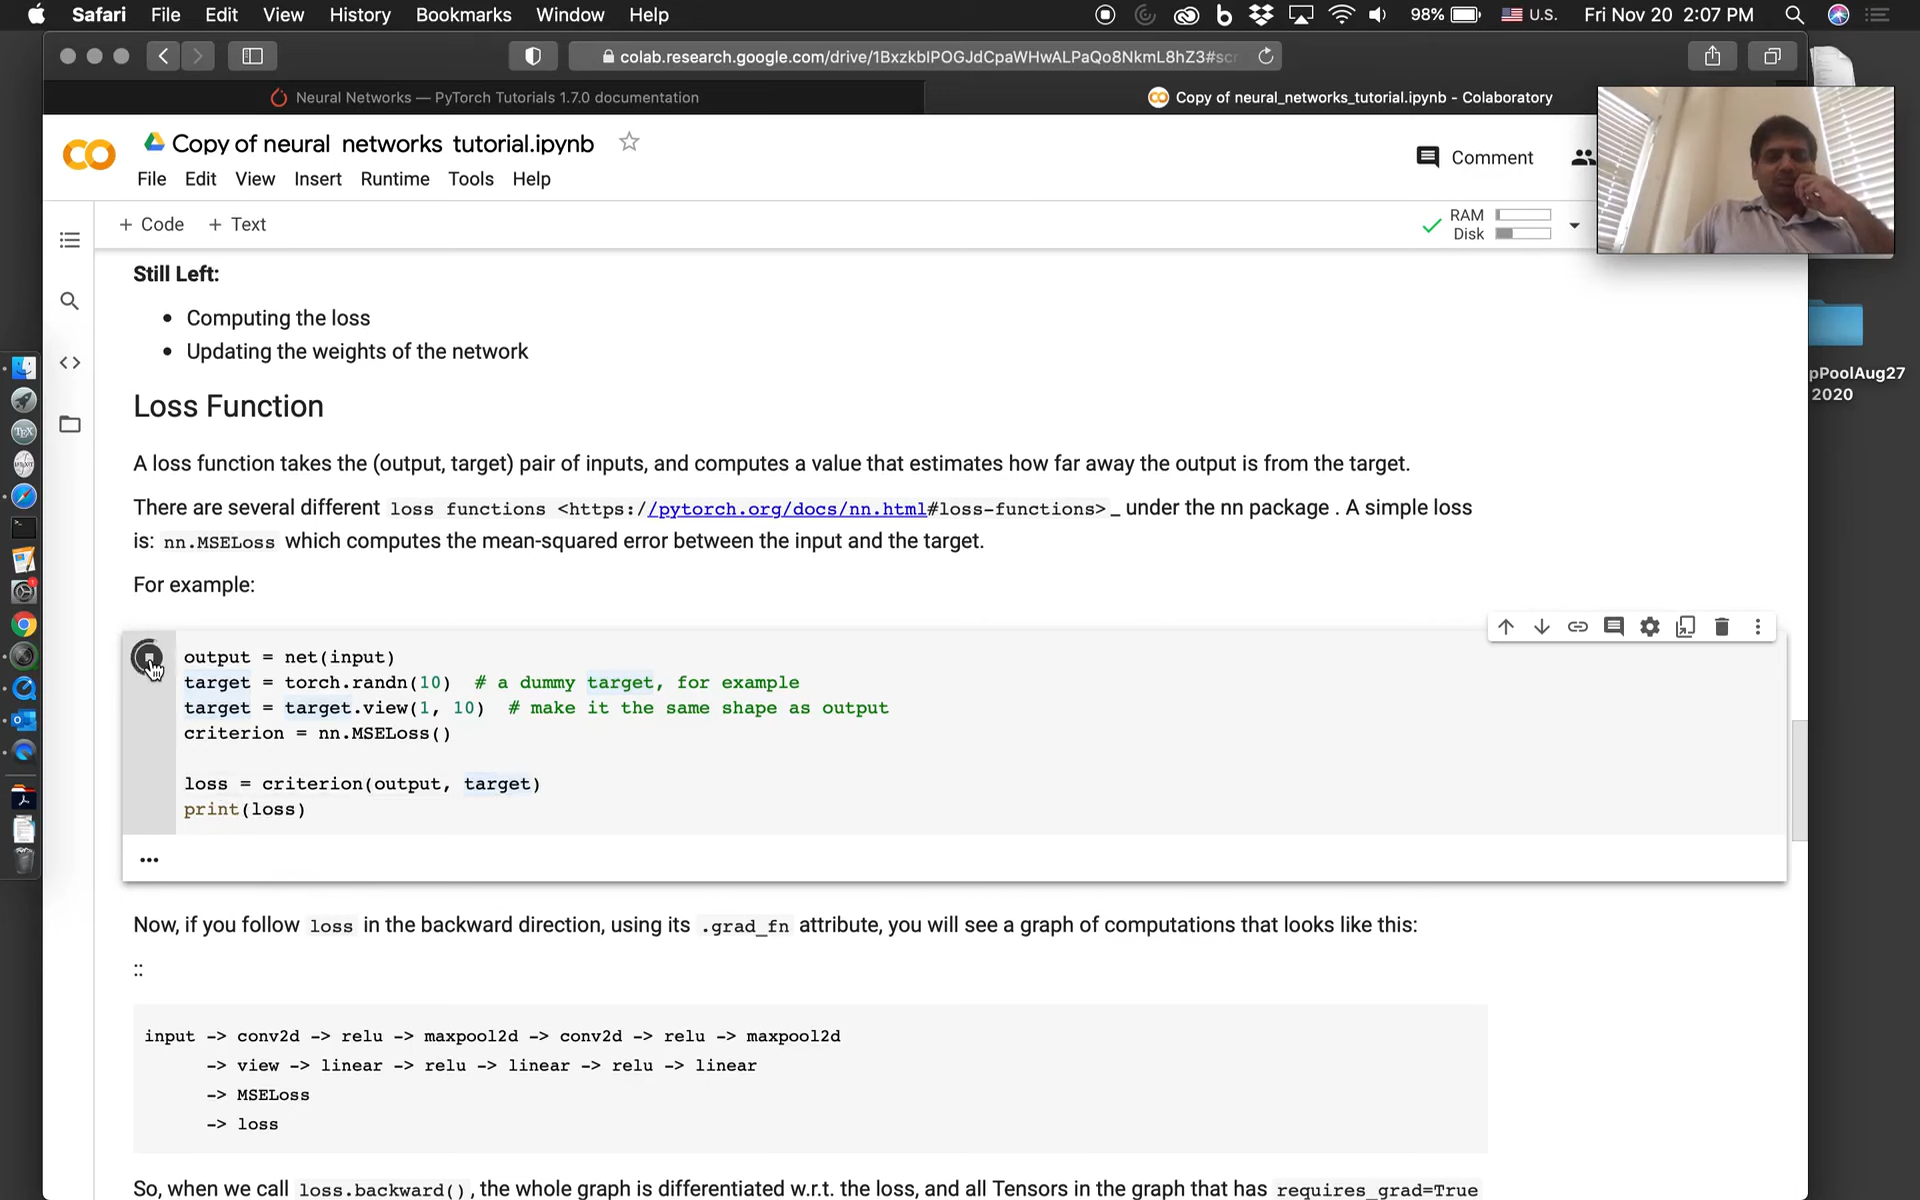 Safari File Edit View History Bookmarks Window Help 98% U.S. Fri Nov 20 2:07 PM
colab.research.google.com/drive/1BxzkbIPOGJdCpaWHwALPaQo8NkmL8hZ3#scr
Neural Networks — PyTorch Tutorials 1.7.0 documentation
Copy of neural_networks_tutorial.ipynb - Colaboratory
Copy of neural_networks_tutorial.ipynb
Comment
File Edit View Insert Runtime Tools Help
+ Code + Text
RAM
Disk
Still Left:
• Computing the loss
• Updating the weights of the network
Loss Function
A loss function takes the (output, target) pair of inputs, and computes a value that estimates how far away the output is from the target.
There are several different loss functions <https://pytorch.org/docs/nn.html#loss-functions>_ under the nn package . A simple loss
is: nn.MSELoss which computes the mean-squared error between the input and the target.
For example:
output = net(input)
target = torch.randn(10)  # a dummy target, for example
target = target.view(1, 10)  # make it the same shape as output
criterion = nn.MSELoss()
loss = criterion(output, target)
print(loss)
•••
Now, if you follow loss in the backward direction, using its .grad_fn attribute, you will see a graph of computations that looks like this:
::
input -> conv2d -> relu -> maxpool2d -> conv2d -> relu -> maxpool2d
-> view -> linear -> relu -> linear -> relu -> linear
-> MSELoss
-> loss
So, when we call loss.backward(), the whole graph is differentiated w.r.t. the loss, and all Tensors in the graph that has requires_grad=True
pPoolAug27
2020